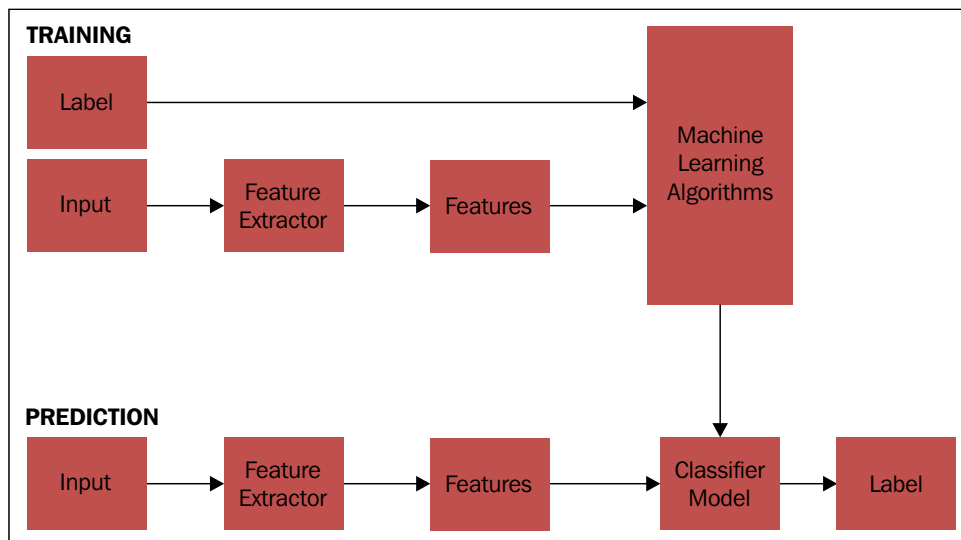 TRAINING
Label
Machine
Learning
Algorithms
Input
Feature
Extractor
Features
PREDICTION
Input
Feature
Extractor
Features
Classifier
Model
Label